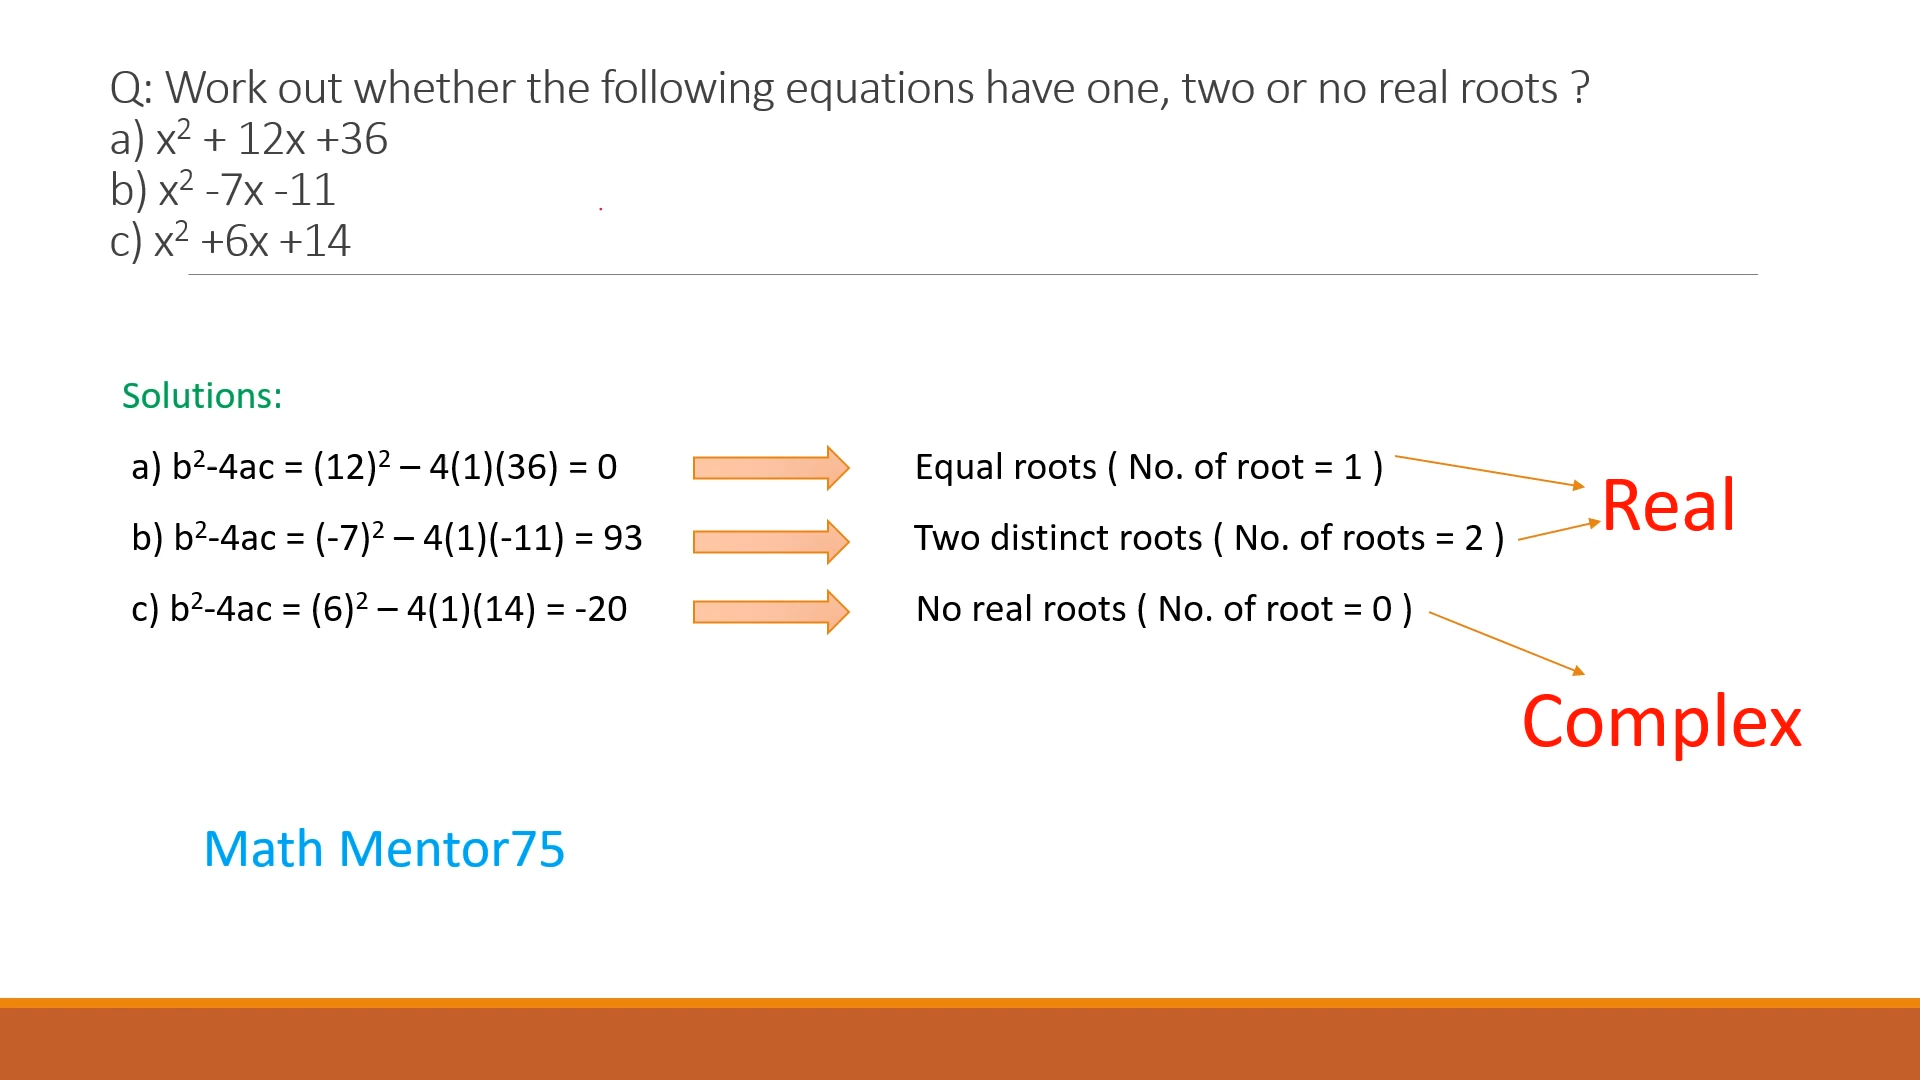 Q: Work out whether the following equations have one, two or no real roots ?
a) x² + 12x +36
b) x² -7x -11
c) x² +6x +14
Solutions:
a) b²-4ac = (12)² – 4(1)(36) = 0
Equal roots ( No. of root = 1 )
Real
b) b²-4ac = (-7)² – 4(1)(-11) = 93
Two distinct roots ( No. of roots = 2 )
c) b²-4ac = (6)² – 4(1)(14) = -20
No real roots ( No. of root = 0 )
Complex
Math Mentor75